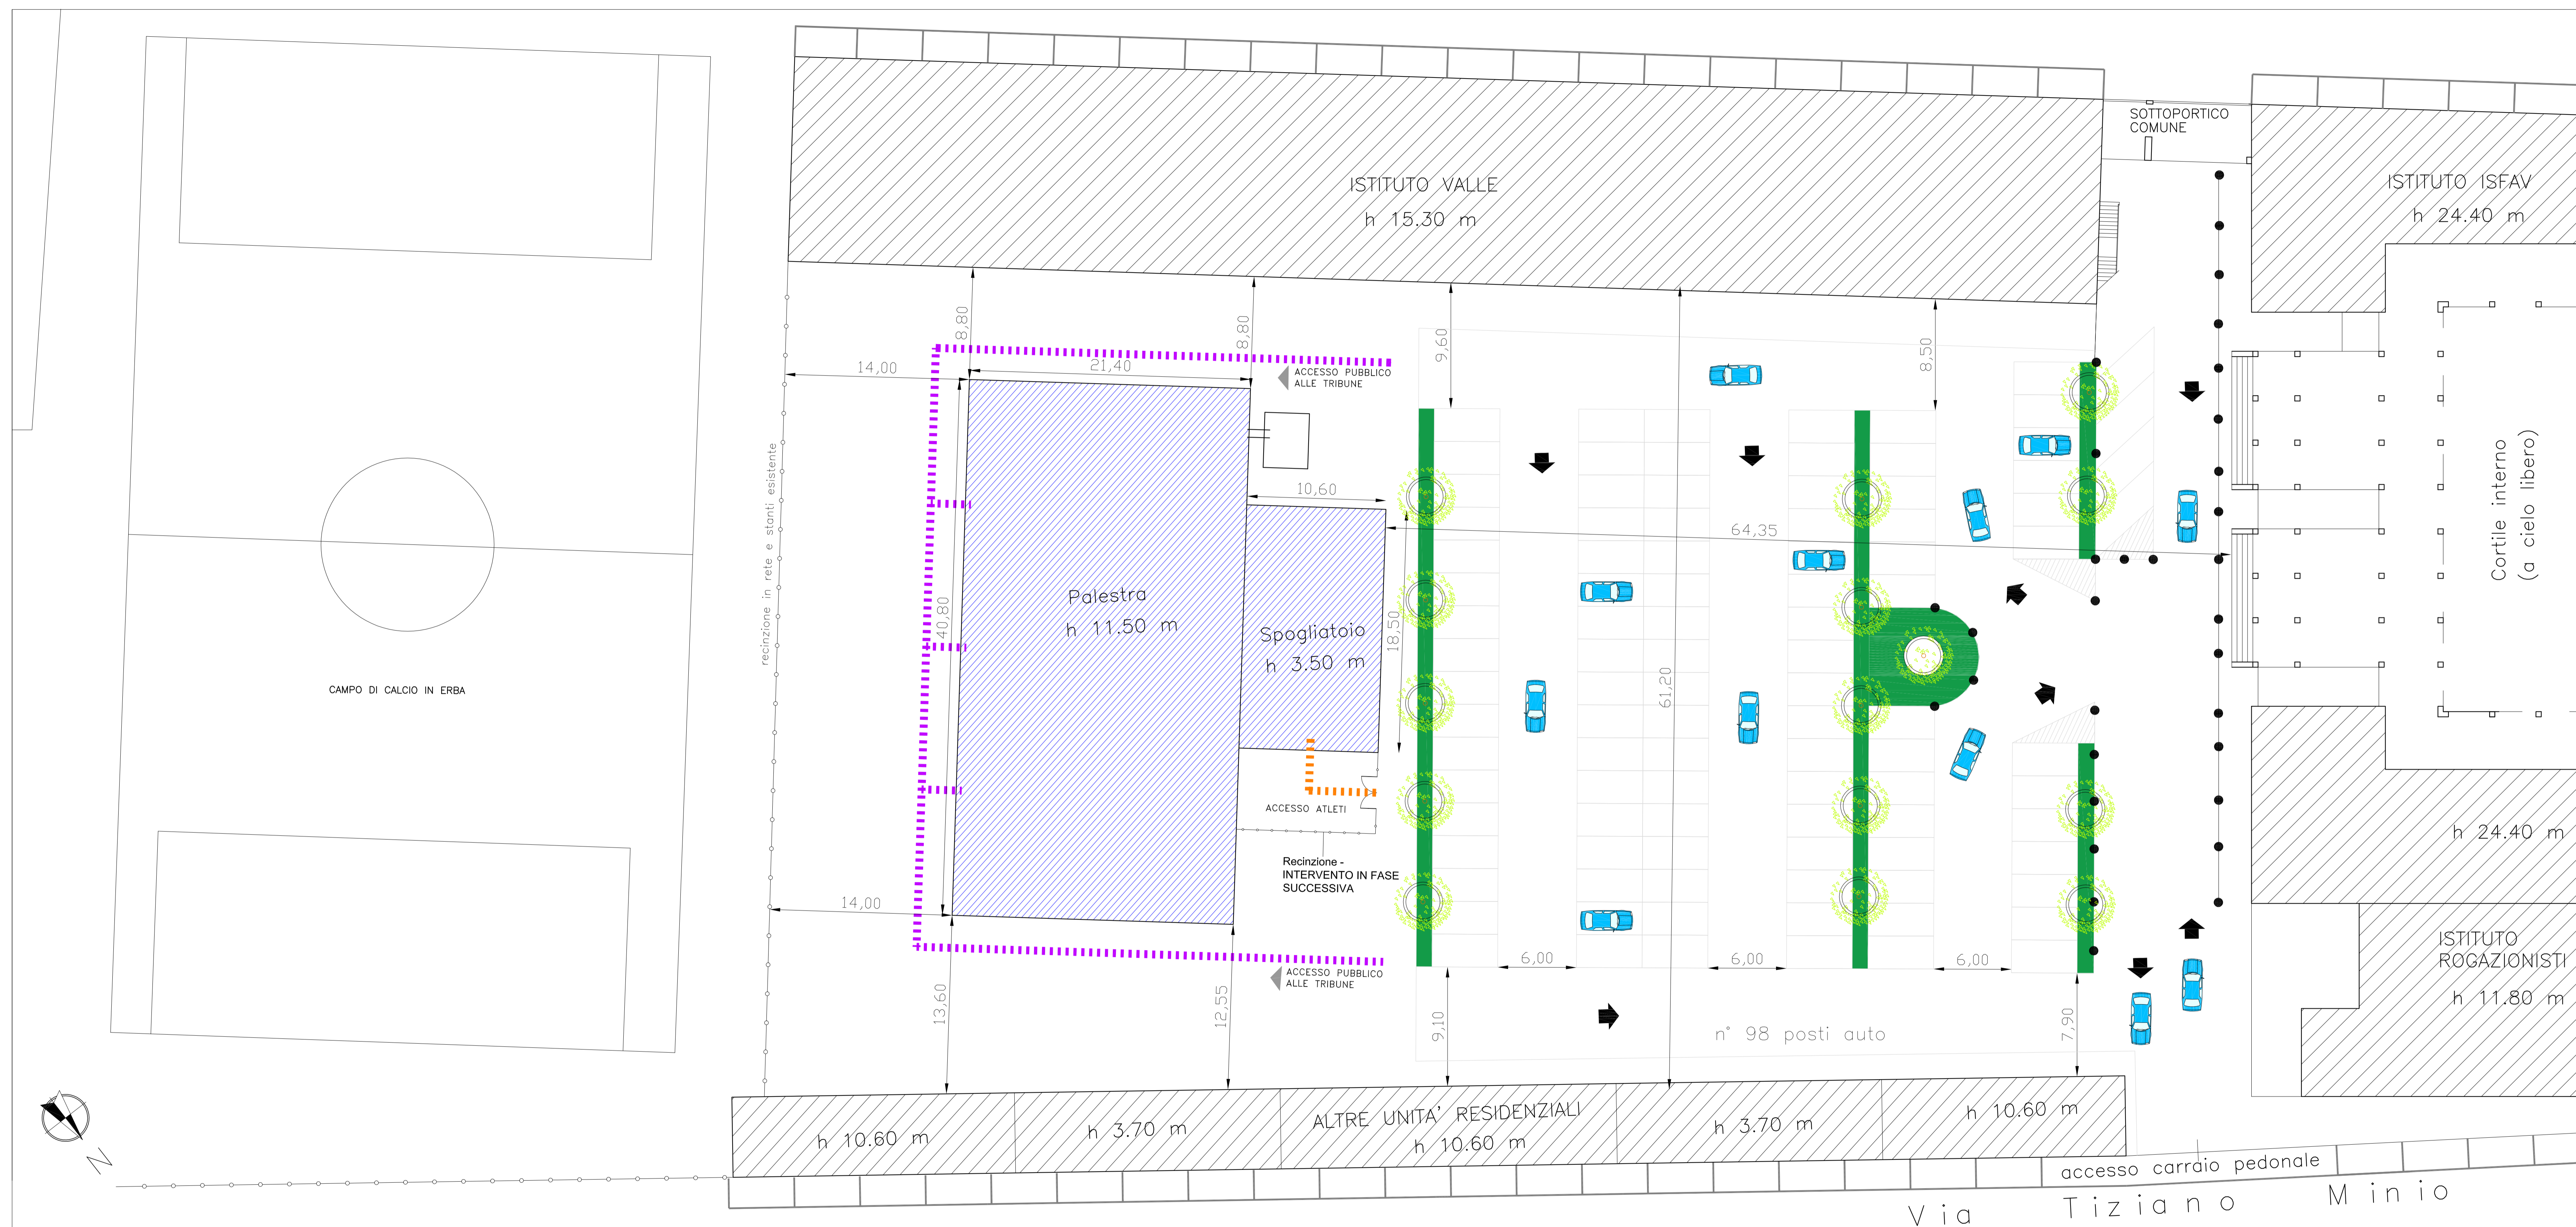 SOTTOPORTICO
COMUNE
ISTITUTO VALLE
h 15.30 m
ISTITUTO ISFAV
h 24.40 m
8,80
8,80
9,60
8,50
14,00
21,40
ACCESSO PUBBLICO
ALLE TRIBUNE
recinzione in rete e stanti esistente
10,60
64,35
Cortile interno
(a cielo libero)
Palestra
h 11.50 m
40,80
Spogliatoio
h 3.50 m
18,50
61,20
CAMPO DI CALCIO IN ERBA
ACCESSO ATLETI
Recinzione -
INTERVENTO IN FASE
SUCCESSIVA
h 24.40 m
14,00
ISTITUTO
ROGAZIONISTI
h 11.80 m
6,00
6,00
6,00
ACCESSO PUBBLICO
ALLE TRIBUNE
13,60
12,55
9,10
n° 98 posti auto
7,90
N
h 10.60 m
h 3.70 m
ALTRE UNITA' RESIDENZIALI
h 10.60 m
h 3.70 m
h 10.60 m
accesso carraio pedonale
Via Tiziano Minio